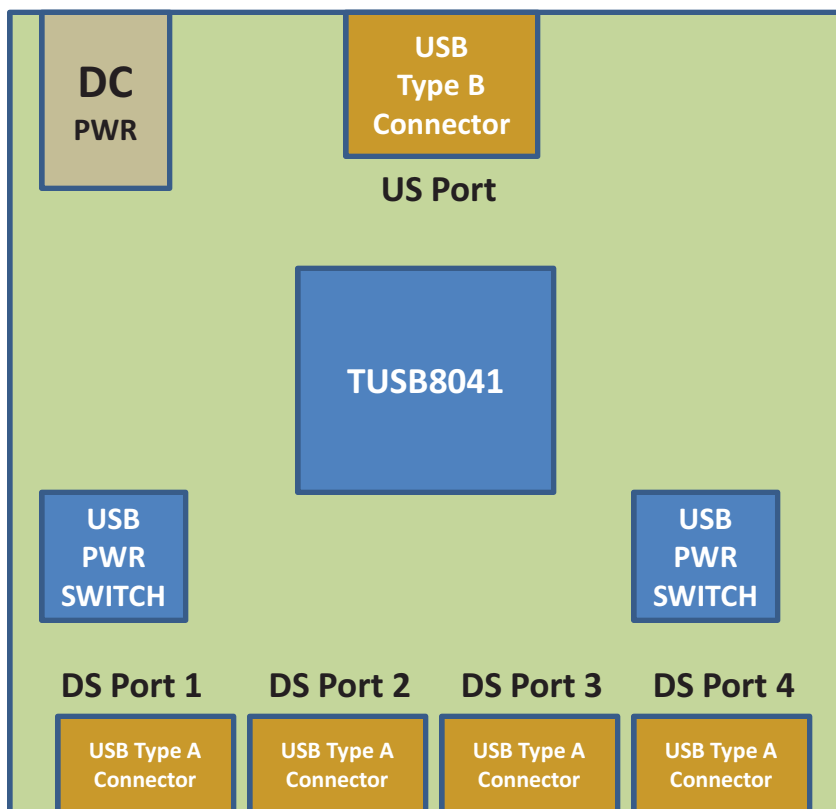 DC
PWR
USB
Type B
Connector
US Port
TUSB8041
USB
PWR
SWITCH
USB
PWR
SWITCH
DS Port 1
DS Port 2
DS Port 3
DS Port 4
USB Type A
Connector
USB Type A
Connector
USB Type A
Connector
USB Type A
Connector